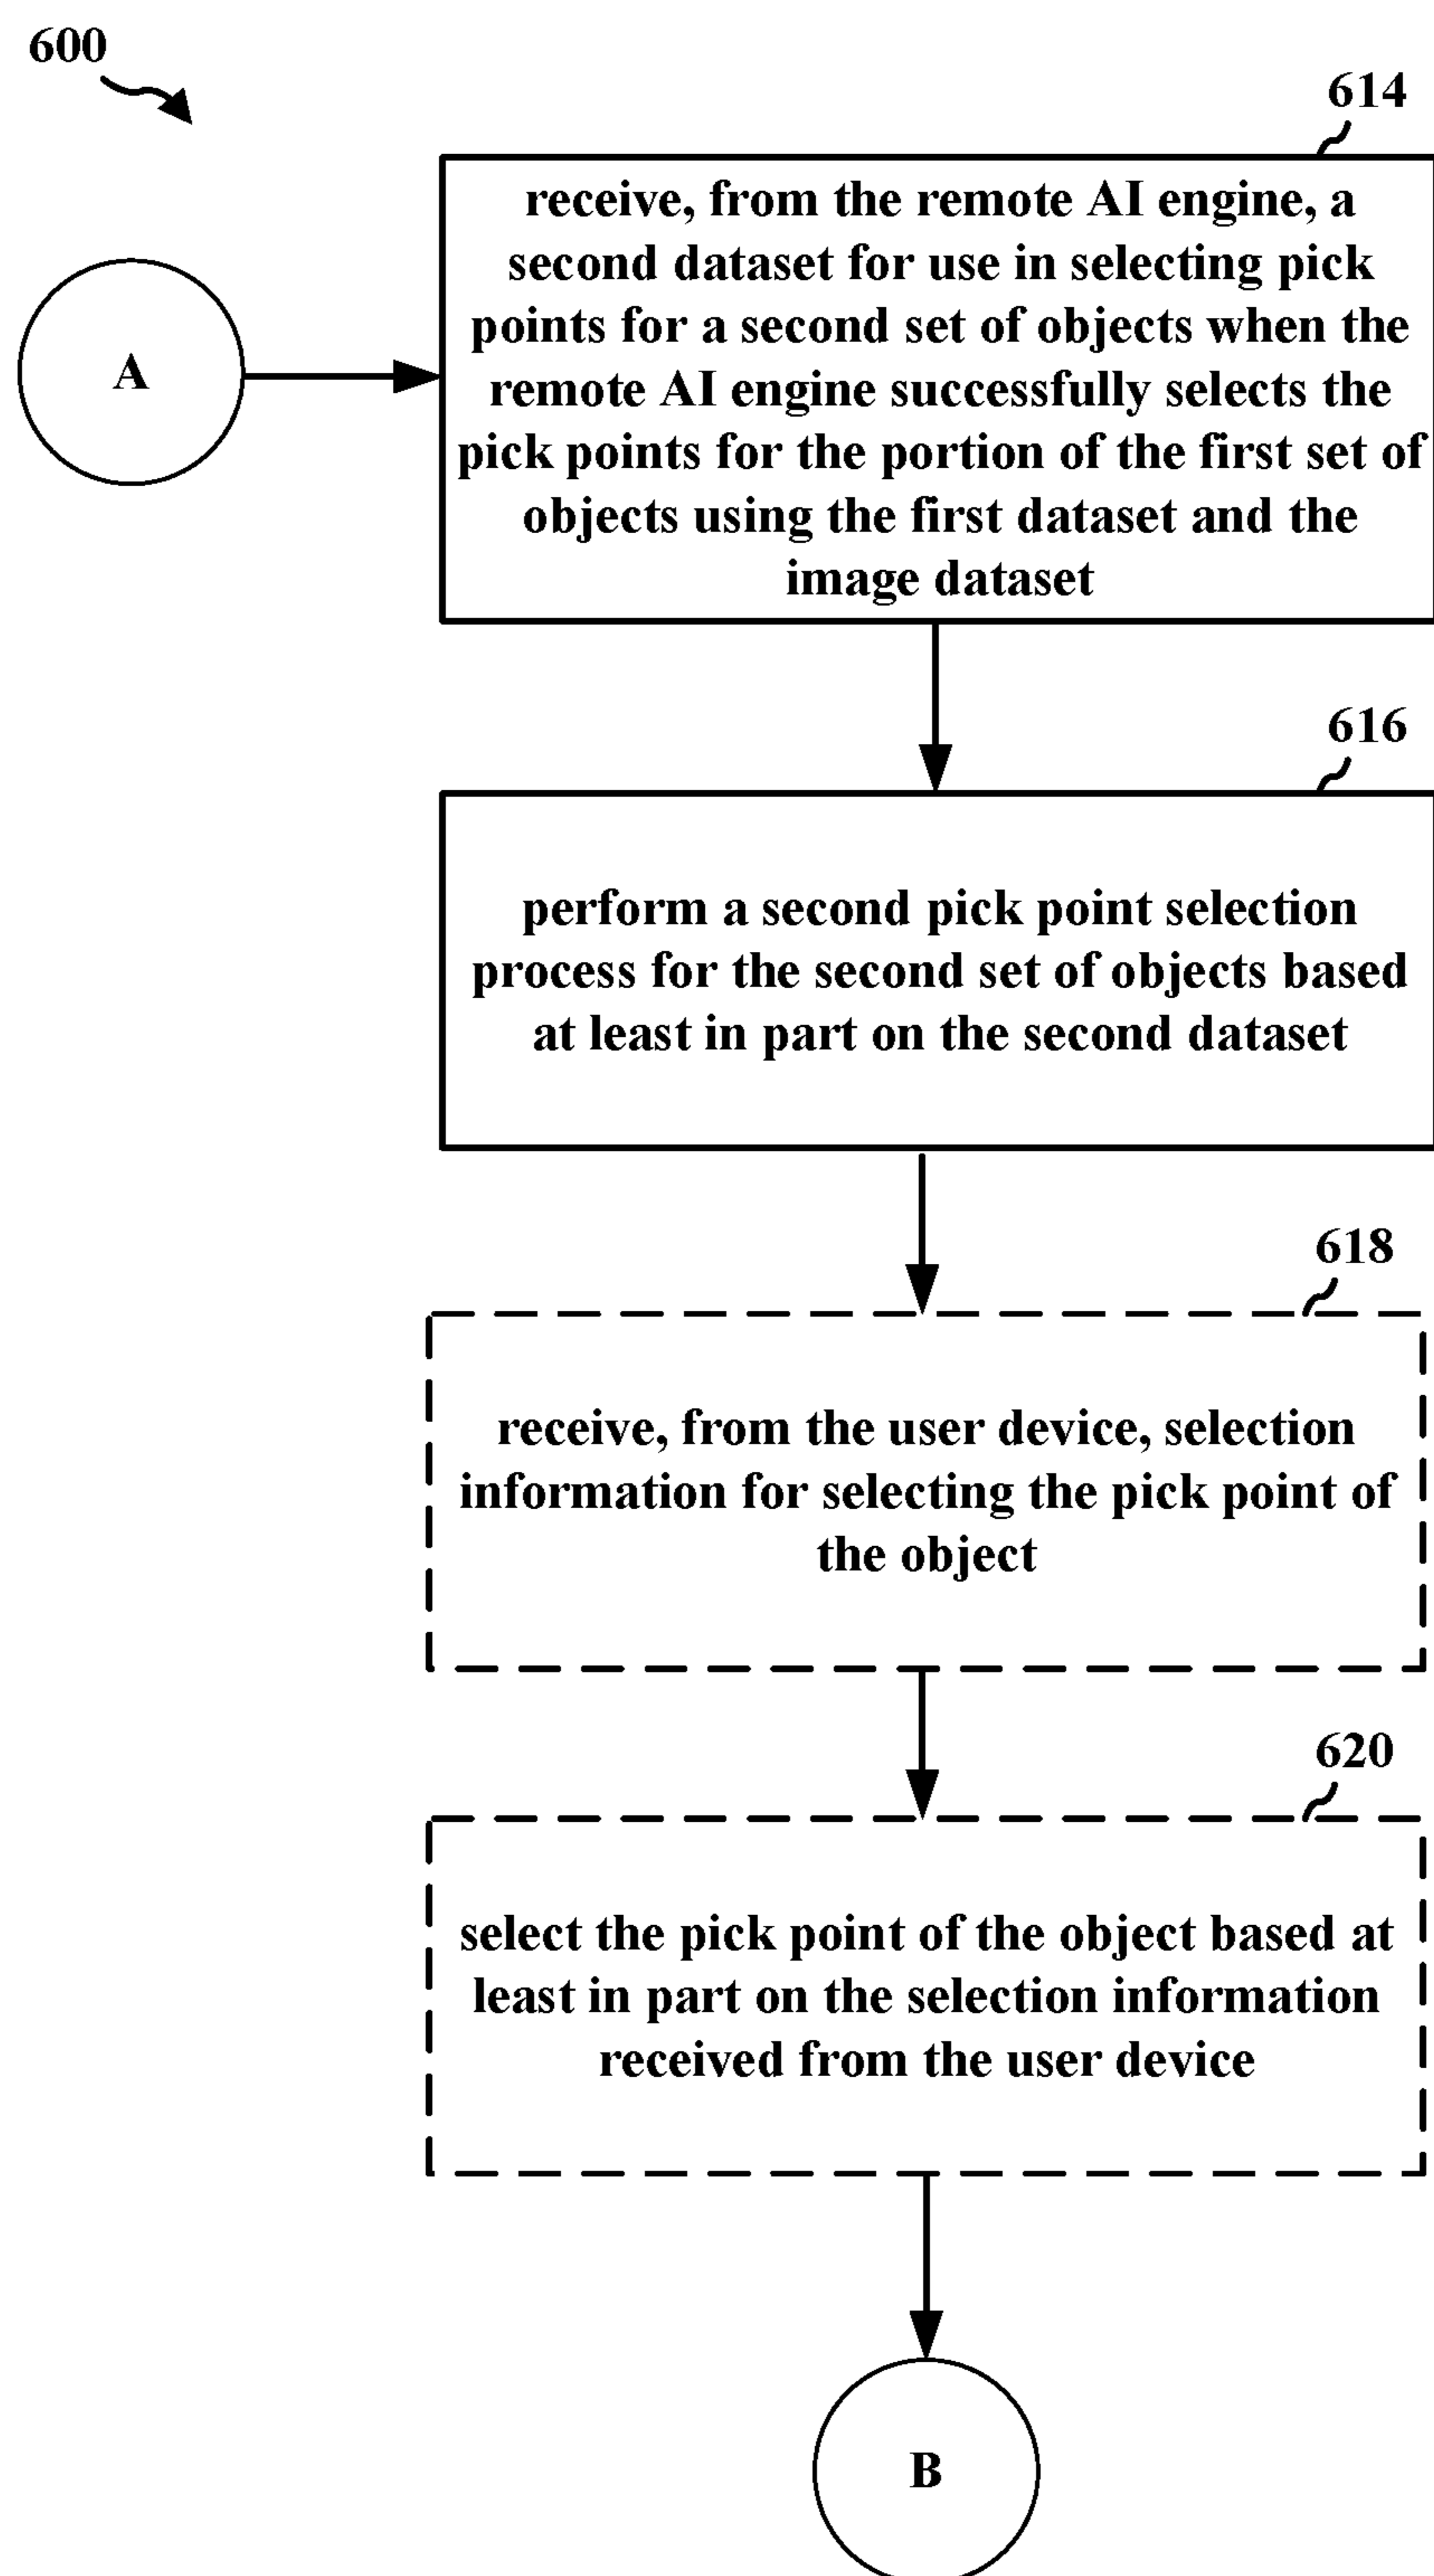 600
614
A
receive, from the remote AI engine, a
second dataset for use in selecting pick
points for a second set of objects when the
remote AI engine successfully selects the
pick points for the portion of the first set of
objects using the first dataset and the
image dataset
616
perform a second pick point selection
process for the second set of objects based
at least in part on the second dataset
618
receive, from the user device, selection
information for selecting the pick point of
the object
620
select the pick point of the object based at
least in part on the selection information
received from the user device
B